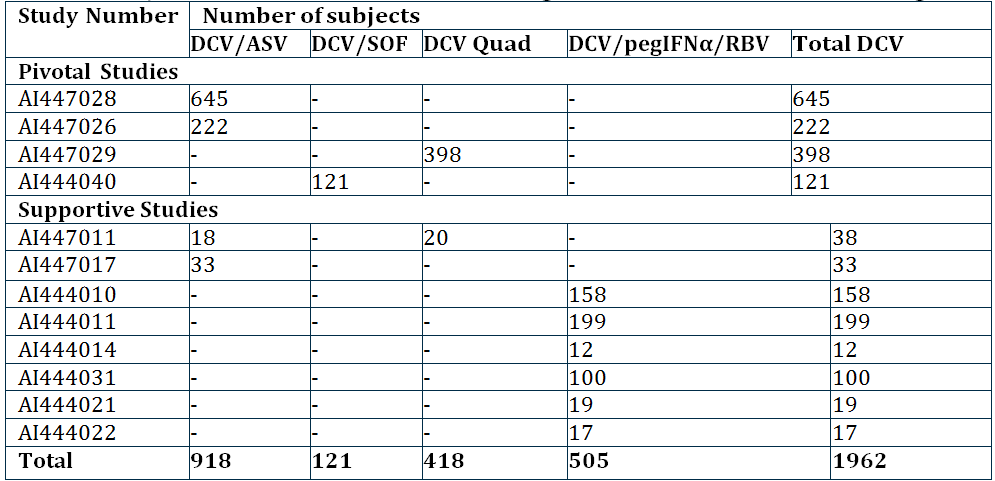 Study Number Number of subjects
DCV/ASV DCV/SOF DCV Quad DCV/pegIFNα/RBV Total DCV
Pivotal Studies
AI447028 645 - - - 645
AI447026 222 - - - 222
AI447029 - - 398 - 398
AI444040 - 121 - - 121
Supportive Studies
AI447011 18 - 20 - 38
AI447017 33 - - - 33
AI444010 - - - 158 158
AI444011 - - - 199 199
AI444014 - - - 12 12
AI444031 - - - 100 100
AI444021 - - - 19 19
AI444022 - - - 17 17
Total 918 121 418 505 1962